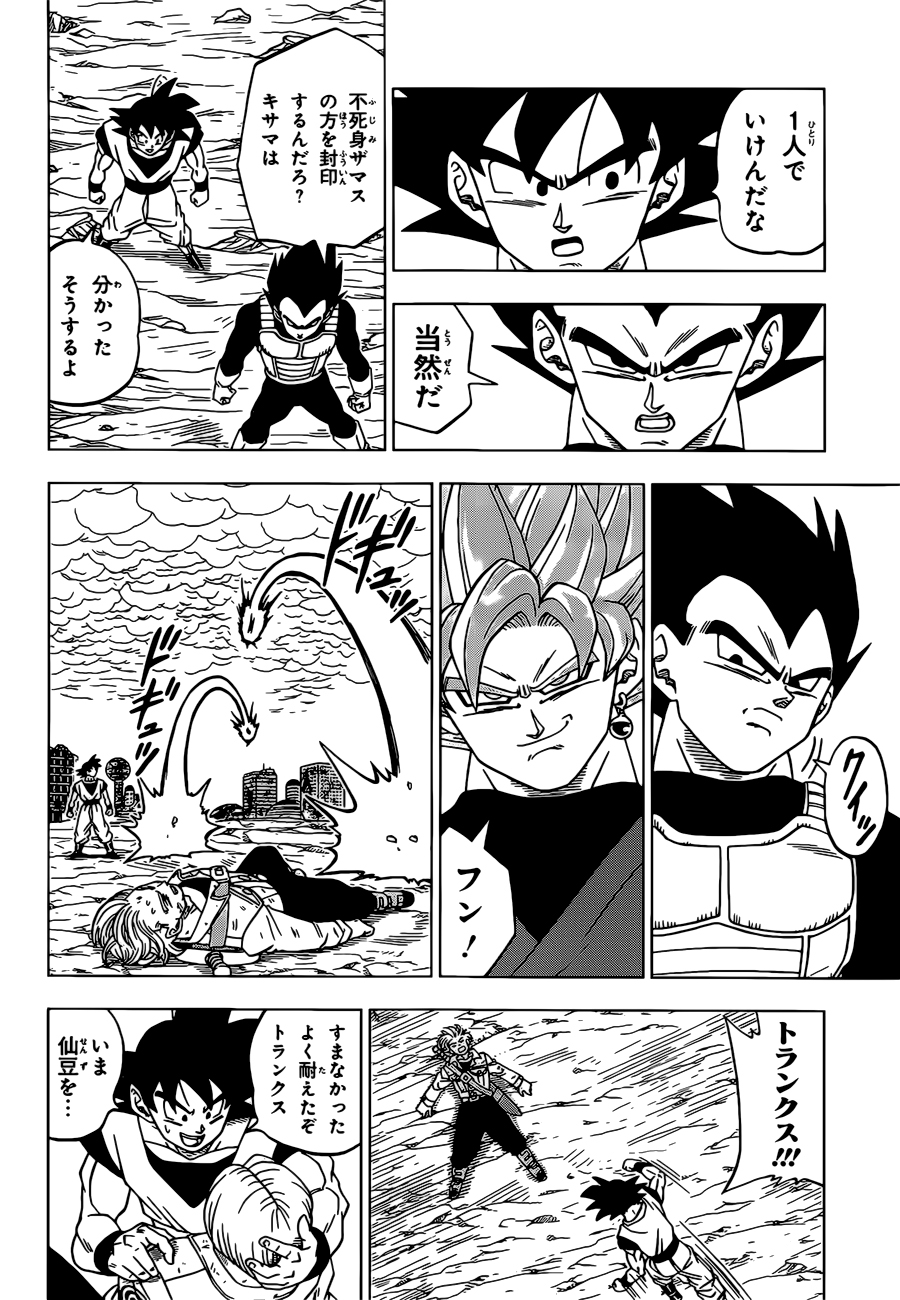 1人で
いけんだな
当然だ
不死身ザマス
の方を封印
するんだろ?
キサマは
分かった
そうするよ
クイッ
フン!
ドギュッ
ドギュッ
トランクス!!!
すまなかった
よく耐えたぞ
トランクス
いま
仙豆を…